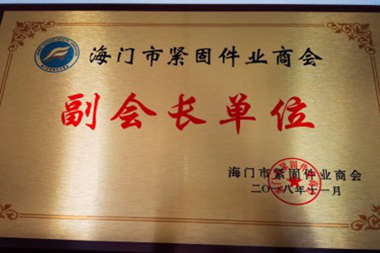 海门市紧固件业商会
副会长单位
海门市紧固件业商会
二〇一八年十一月